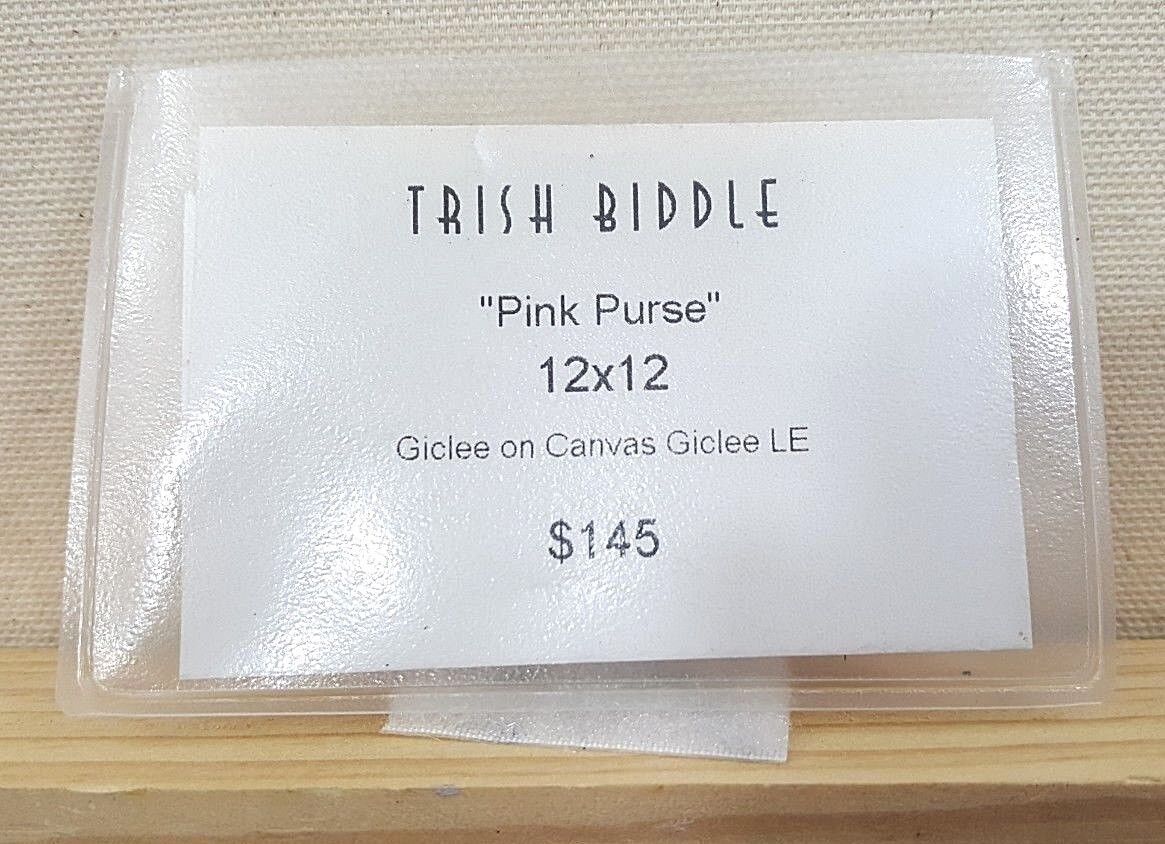 TRISH BIDDLE
"Pink Purse"
12x12
Giclee on Canvas Giclee LE
$145